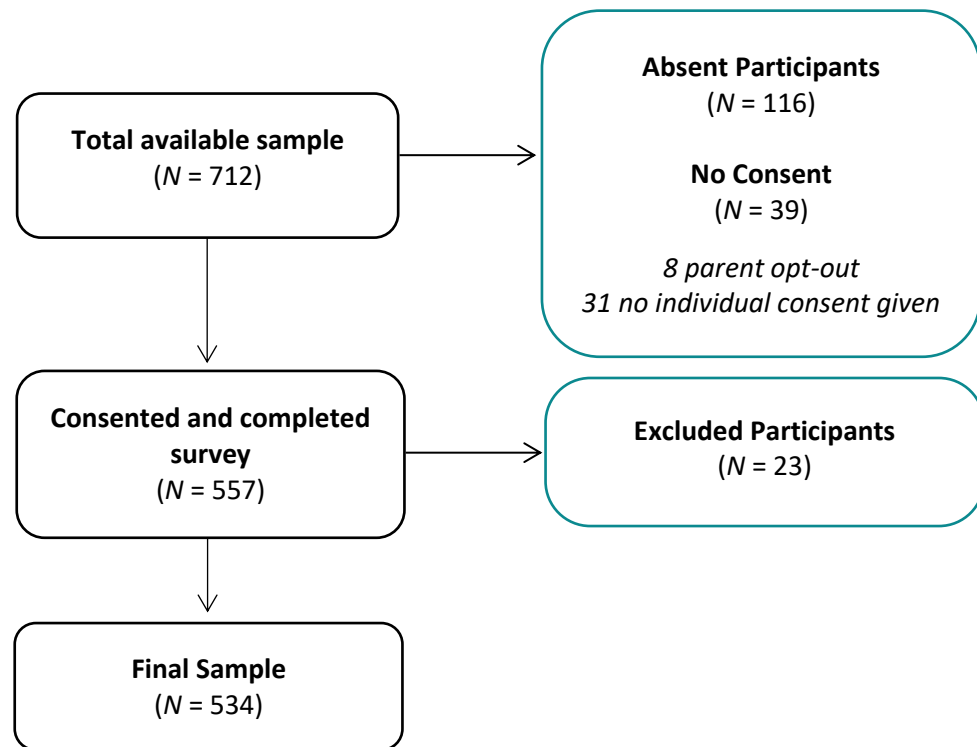 Total available sample
(N = 712)
Absent Participants
(N = 116)
No Consent
(N = 39)
8 parent opt-out
31 no individual consent given
Consented and completed
survey
(N = 557)
Excluded Participants
(N = 23)
Final Sample
(N = 534)